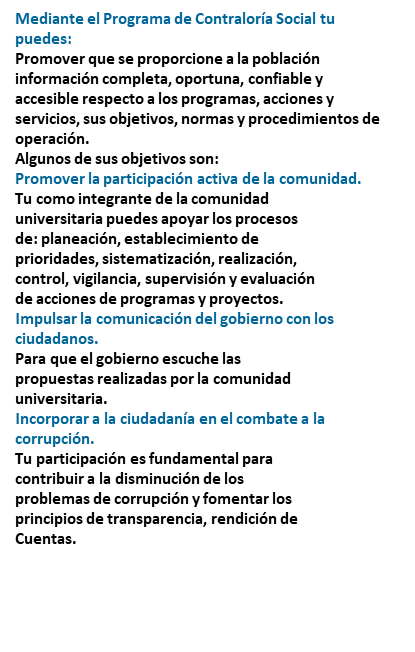 Mediante el Programa de Contraloría Social tu
puedes:
Promover que se proporcione a la población
información completa, oportuna, confiable y
accesible respecto a los programas, acciones y
servicios, sus objetivos, normas y procedimientos de
operación.
Algunos de sus objetivos son:
Promover la participación activa de la comunidad.
Tu como integrante de la comunidad
universitaria puedes apoyar los procesos
de: planeación, establecimiento de
prioridades, sistematización, realización,
control, vigilancia, supervisión y evaluación
de acciones de programas y proyectos.
Impulsar la comunicación del gobierno con los
ciudadanos.
Para que el gobierno escuche las
propuestas realizadas por la comunidad
universitaria.
Incorporar a la ciudadanía en el combate a la
corrupción.
Tu participación es fundamental para
contribuir a la disminución de los
problemas de corrupción y fomentar los
principios de transparencia, rendición de
Cuentas.